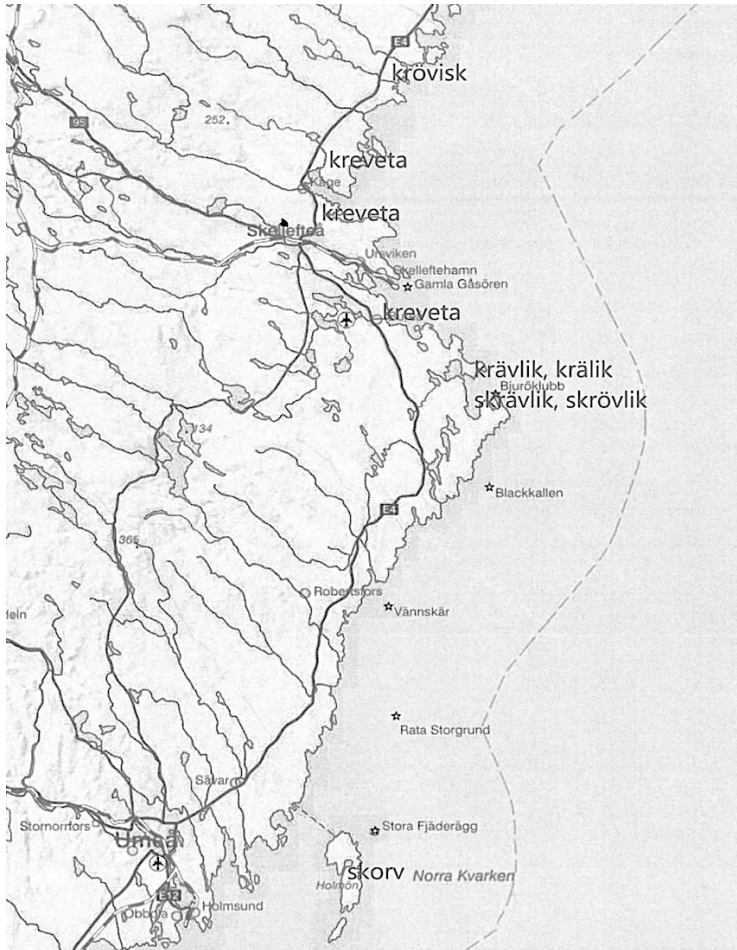 E4
krövisk
252.
95
kreveta
Kåge
kreveta
Skellefteå
Ursviken
Skelleftehamn
Gamla Gåsören
kreveta
krävlik, krälik
Bjuröklubb
skrävlik, skrövlik
134
Blackkallen
E4
365
Robertsfors
Vännskär
Rata Storgrund
Sävar
Stornorrfors
Stora Fjäderägg
Umeå
skorv
Norra Kvarken
Holmön
E12
Obbola
Holmsund